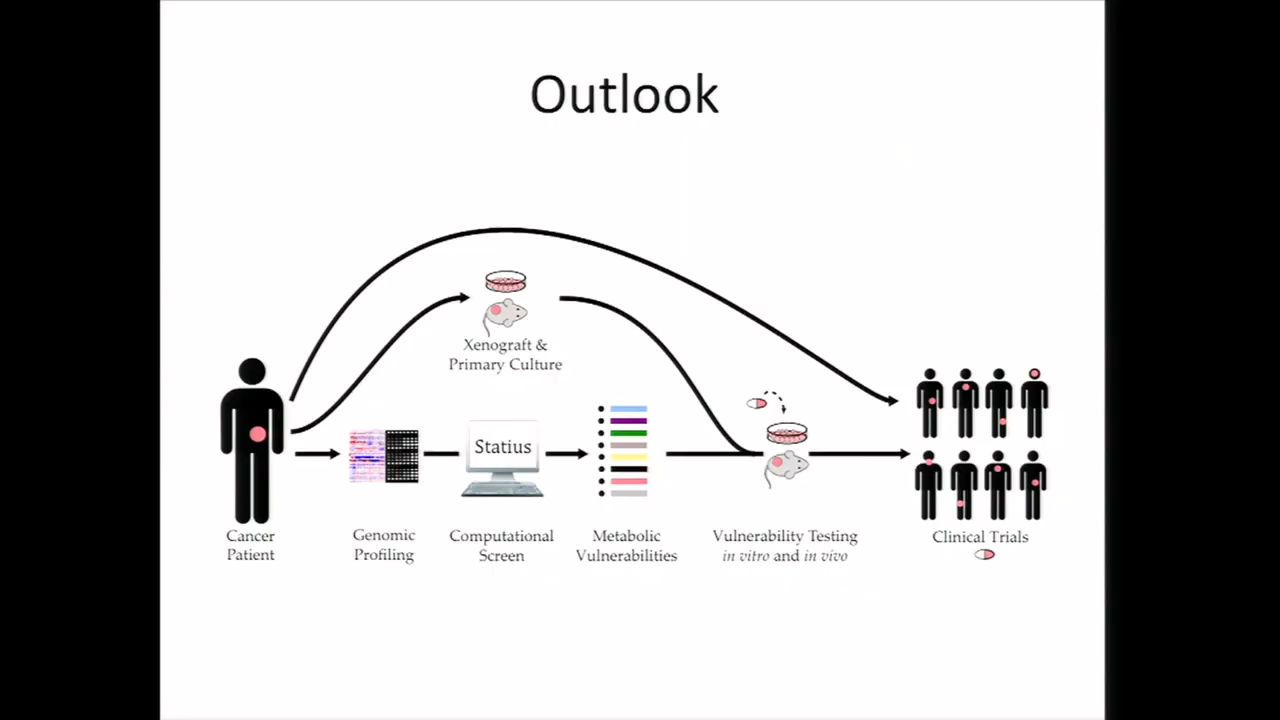 Outlook
Xenograft &
Primary Culture
Statius
Cancer
Patient
Genomic
Profiling
Computational
Screen
Metabolic
Vulnerabilities
Vulnerability Testing
in vitro and in vivo
Clinical Trials